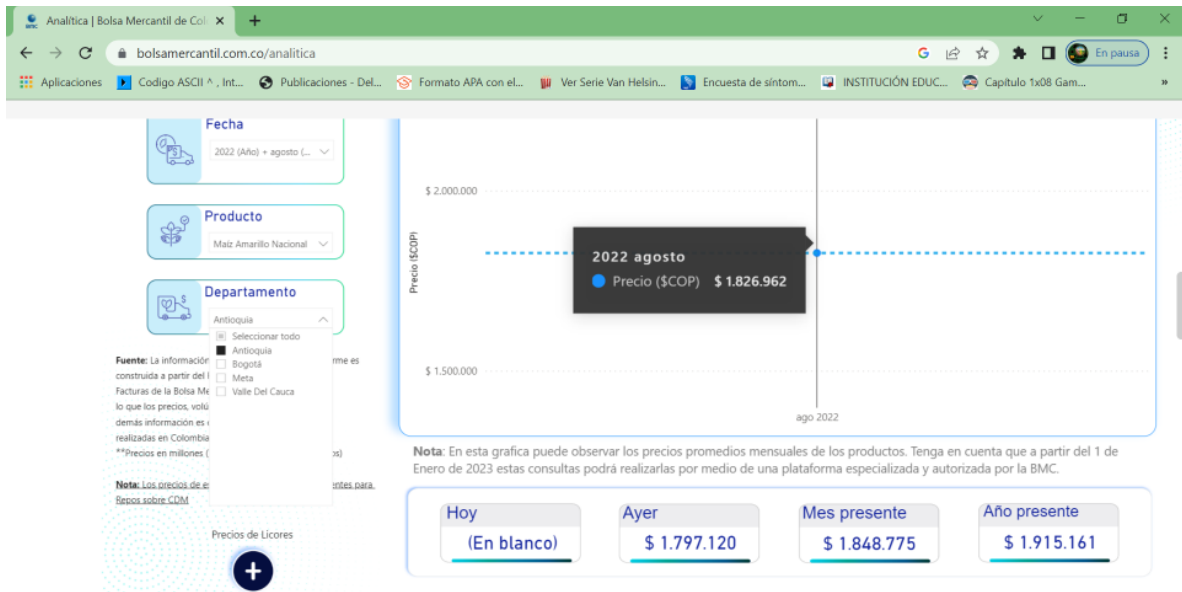 Analítica | Bolsa Mercantil de Col
bolsamercantil.com.co/analitica
En pausa
Aplicaciones
Codigo ASCII ^ , Int...
Publicaciones - Del...
Formato APA con el...
Ver Serie Van Helsin...
Encuesta de síntom...
INSTITUCIÓN EDUC...
Capítulo 1x08 Gam...
»
Fecha
2022 (Año) + agosto (...
Producto
Maíz Amarillo Nacional
Departamento
Antioquia
Seleccionar todo
Antioquia
Bogotá
Meta
Valle Del Cauca
Fuente: La información rme es
construida a partir del
Facturas de la Bolsa Me
lo que los precios, volú
demás información es
realizadas en Colombia
**Precios en millones ( os)
Nota: Los precios de es entes para
Repos sobre CDM
Precios de Licores
+
Precio ($COP)
$ 2.000.000
2022 agosto
Precio ($COP) $ 1.826.962
$ 1.500.000
ago 2022
Nota: En esta grafica puede observar los precios promedios mensuales de los productos. Tenga en cuenta que a partir del 1 de
Enero de 2023 estas consultas podrá realizarlas por medio de una plataforma especializada y autorizada por la BMC.
Hoy
(En blanco)
Ayer
$ 1.797.120
Mes presente
$ 1.848.775
Año presente
$ 1.915.161